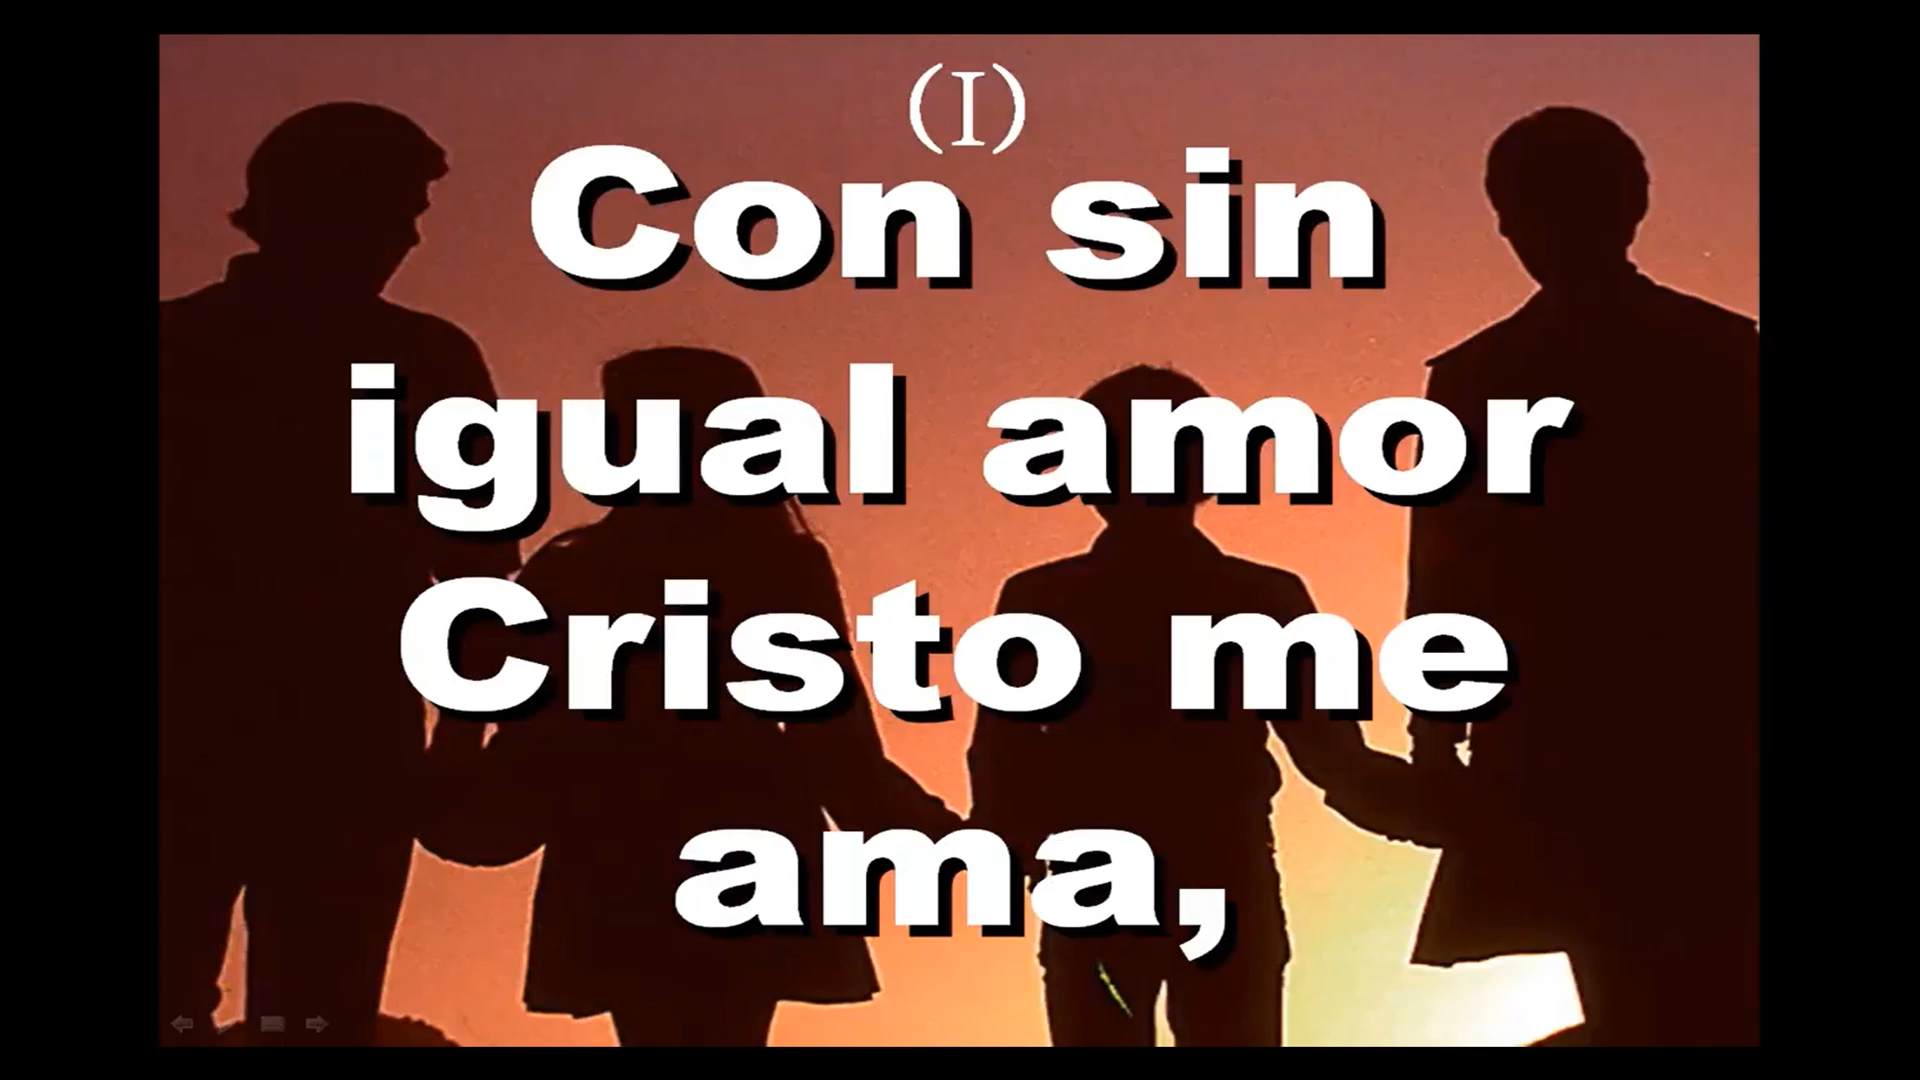 (I)
Con sin
igual amor
Cristo me
ama,